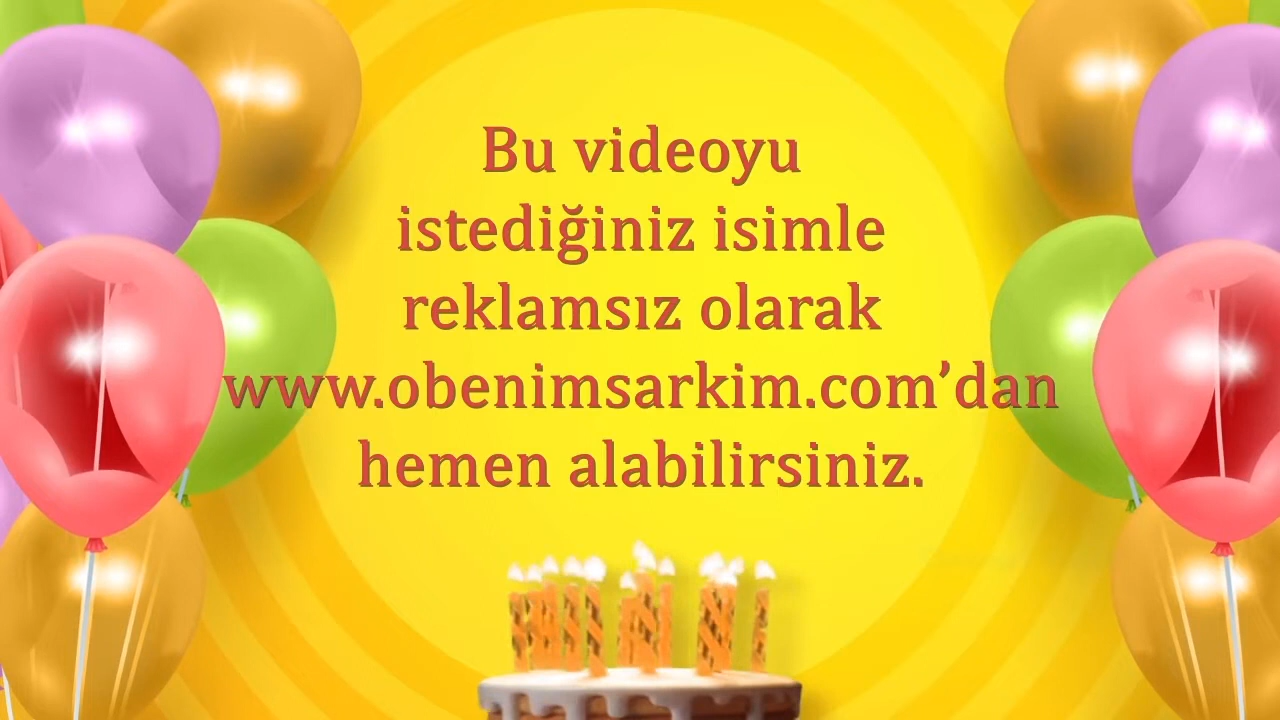 Bu videoyu
istediğiniz isimle
reklamsız olarak
www.obenimsarkim.com’dan
hemen alabilirsiniz.